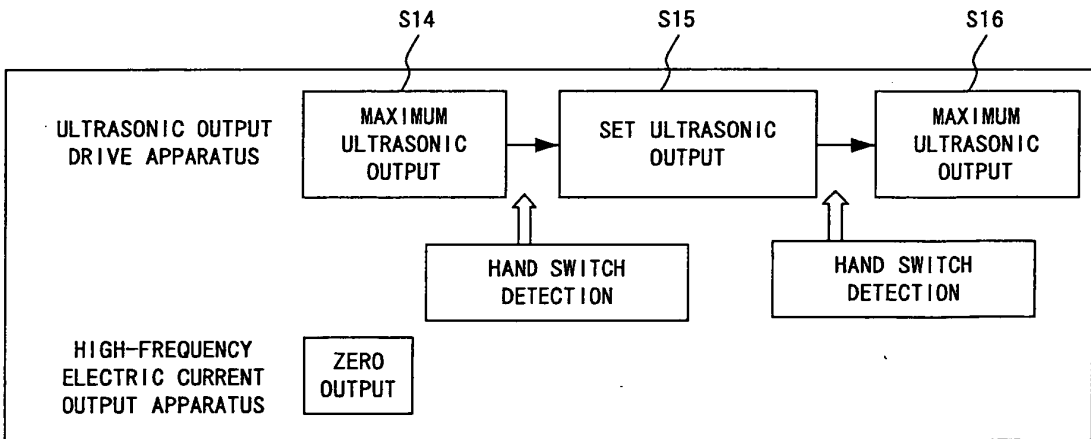 S14
S15
S16
ULTRASONIC OUTPUT
DRIVE APPARATUS
MAXIMUM
ULTRASONIC
OUTPUT
SET ULTRASONIC
OUTPUT
MAXIMUM
ULTRASONIC
OUTPUT
HAND SWITCH
DETECTION
HAND SWITCH
DETECTION
HIGH-FREQUENCY
ELECTRIC CURRENT
OUTPUT APPARATUS
ZERO
OUTPUT